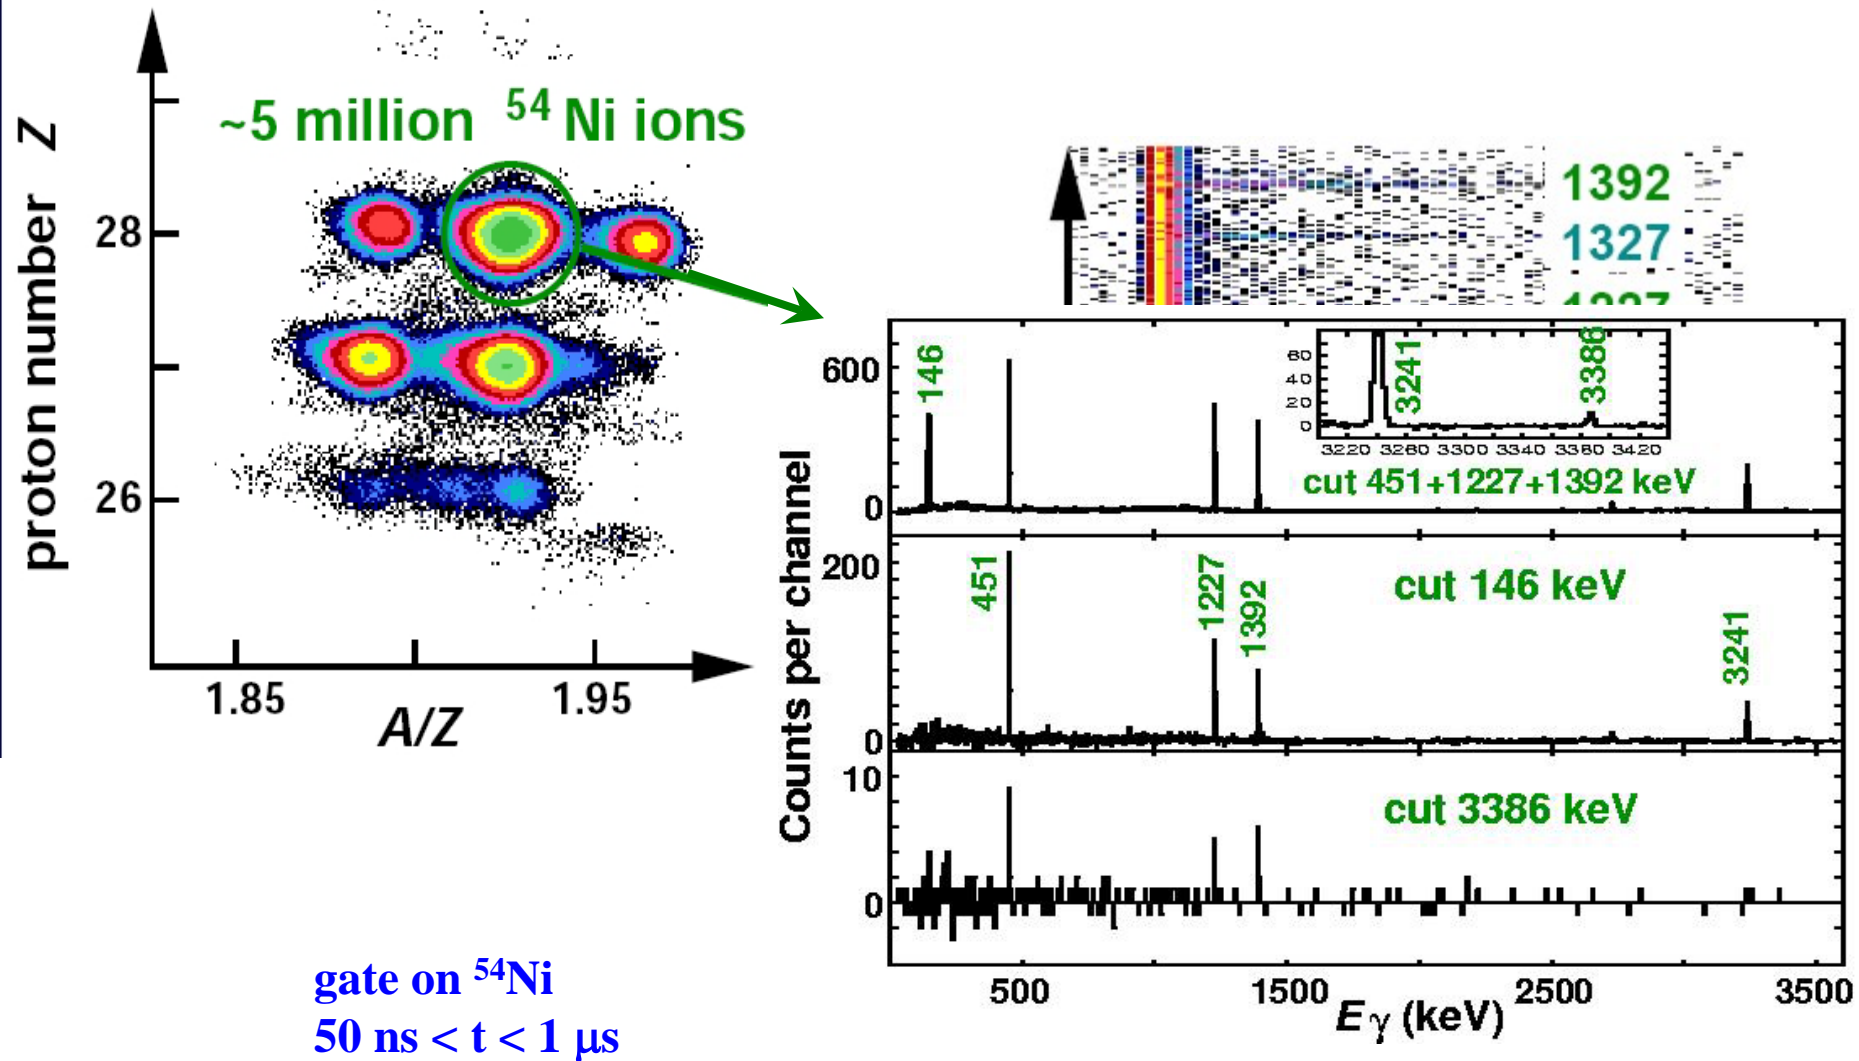 proton number Z
28
26
~5 million ⁵⁴Ni ions
1.85
1.95
A/Z
1392
1327
1227
Counts per channel
600
0
146
60
40
20
0
3241
3386
3220 3260 3300 3340 3380 3420
cut 451+1227+1392 keV
200
0
451
1227
1392
cut 146 keV
3241
10
0
cut 3386 keV
500
1500
2500
3500
Eγ (keV)
gate on ⁵⁴Ni
50 ns < t < 1 μs